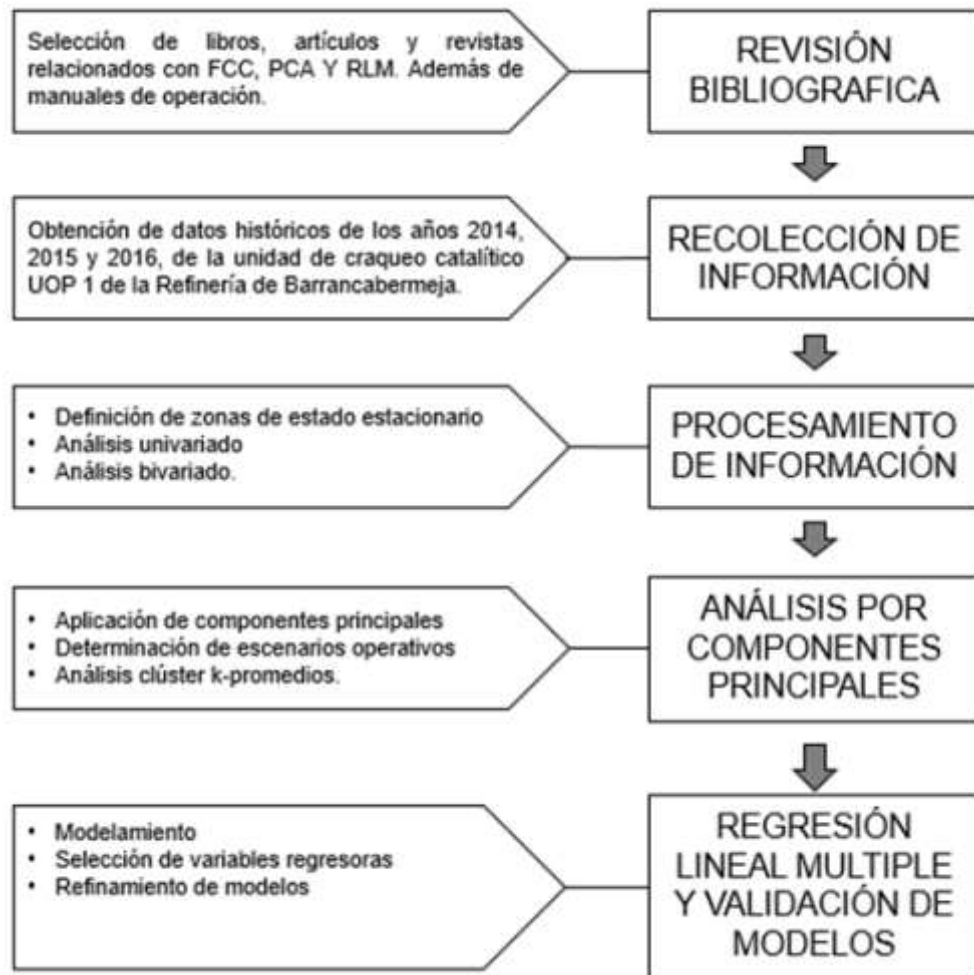 Selección de libros, artículos y revistas
relacionados con FCC, PCA Y RLM. Además de
manuales de operación.
REVISIÓN
BIBLIOGRAFICA
Obtención de datos históricos de los años 2014,
2015 y 2016, de la unidad de craqueo catalítico
UOP 1 de la Refinería de Barrancabermeja.
RECOLECCIÓN DE
INFORMACIÓN
• Definición de zonas de estado estacionario
• Análisis univariado
• Análisis bivariado.
PROCESAMIENTO
DE INFORMACIÓN
• Aplicación de componentes principales
• Determinación de escenarios operativos
• Análisis clúster k-promedios.
ANÁLISIS POR
COMPONENTES
PRINCIPALES
• Modelamiento
• Selección de variables regresoras
• Refinamiento de modelos
REGRESIÓN
LINEAL MULTIPLE
Y VALIDACIÓN DE
MODELOS